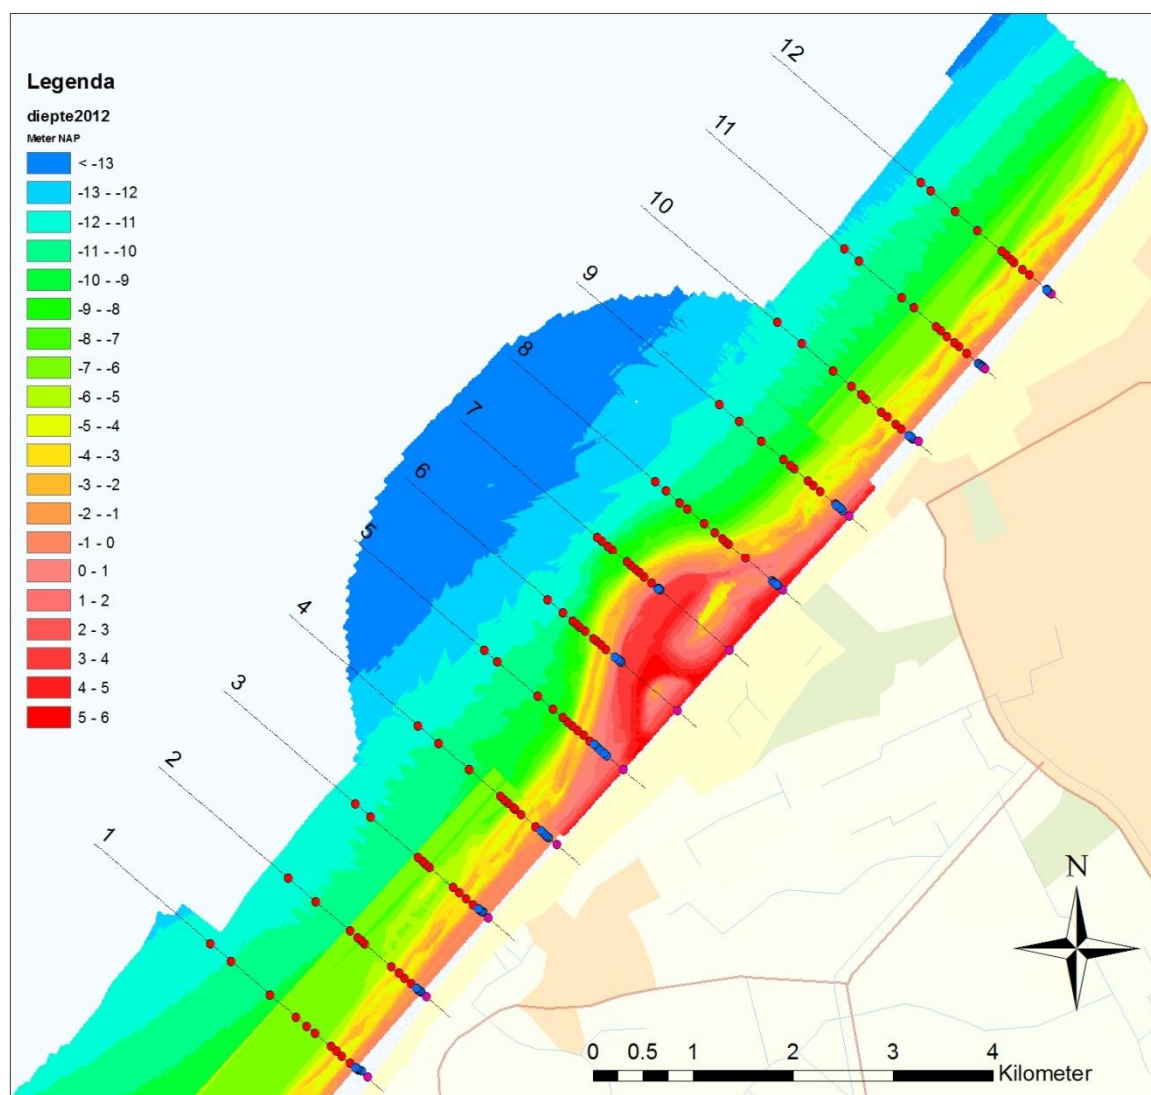 Legenda
diepte2012
Meter NAP
< -13
-13 - -12
-12 - -11
-11 - -10
-10 - -9
-9 - -8
-8 - -7
-7 - -6
-6 - -5
-5 - -4
-4 - -3
-3 - -2
-2 - -1
-1 - 0
0 - 1
1 - 2
2 - 3
3 - 4
4 - 5
5 - 6
12
11
10
9
8
7
6
5
4
3
2
1
N
0 0.5 1 2 3 4
Kilometer